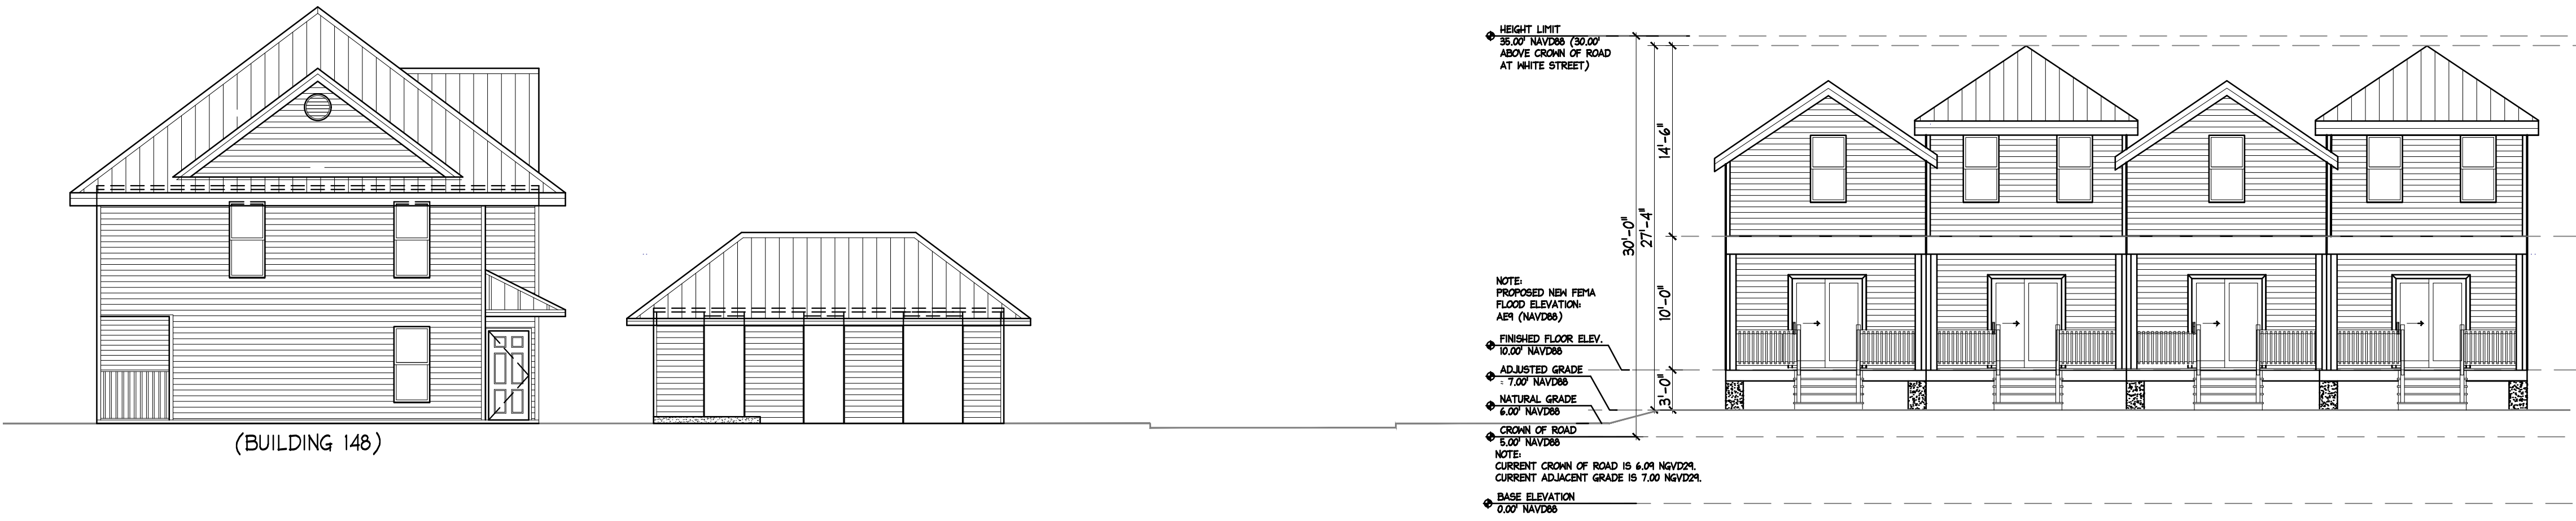 HEIGHT LIMIT
35.00' NAVD88 (30.00'
ABOVE CROWN OF ROAD
AT WHITE STREET)
14'-6"
30'-0"
27'-4"
10'-0"
3'-0"
NOTE:
PROPOSED NEW FEMA
FLOOD ELEVATION:
AE9 (NAVD88)
FINISHED FLOOR ELEV.
10.00' NAVD88
ADJUSTED GRADE
= 7.00' NAVD88
NATURAL GRADE
6.00' NAVD88
CROWN OF ROAD
5.00' NAVD88
NOTE:
CURRENT CROWN OF ROAD IS 6.09 NGVD29.
CURRENT ADJACENT GRADE IS 7.00 NGVD29.
BASE ELEVATION
0.00' NAVD88
(BUILDING 148)